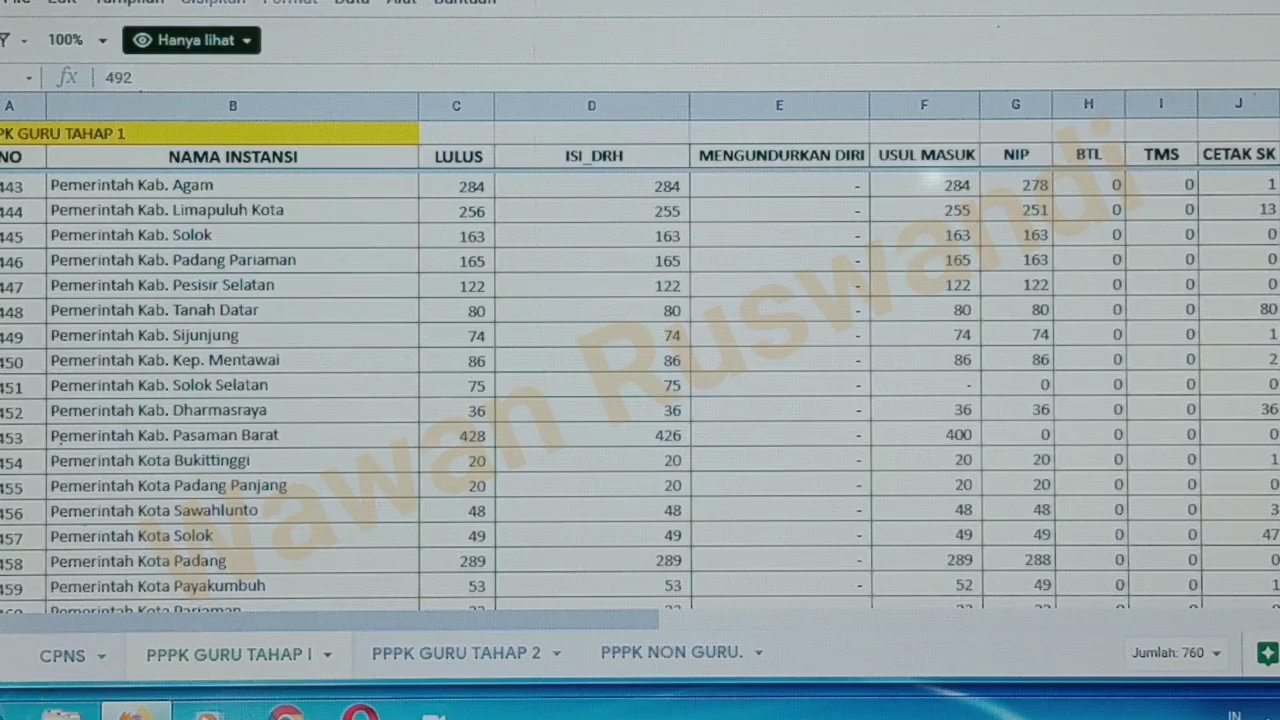 Tampilan Format Data Alat Bantuan
100% Hanya lihat
fx 492
A B C D E F G H I J
PK GURU TAHAP 1
NO NAMA INSTANSI LULUS ISI_DRH MENGUNDURKAN DIRI USUL MASUK NIP BTL TMS CETAK SK
443 Pemerintah Kab. Agam 284 284 - 284 278 0 0 1
444 Pemerintah Kab. Limapuluh Kota 256 255 - 255 251 0 0 13
445 Pemerintah Kab. Solok 163 163 - 163 163 0 0 0
446 Pemerintah Kab. Padang Pariaman 165 165 - 165 163 0 0 0
447 Pemerintah Kab. Pesisir Selatan 122 122 - 122 122 0 0 0
448 Pemerintah Kab. Tanah Datar 80 80 - 80 80 0 0 80
449 Pemerintah Kab. Sijunjung 74 74 - 74 74 0 0 1
450 Pemerintah Kab. Kep. Mentawai 86 86 - 86 86 0 0 2
451 Pemerintah Kab. Solok Selatan 75 75 - - 0 0 0 0
452 Pemerintah Kab. Dharmasraya 36 36 - 36 36 0 0 36
453 Pemerintah Kab. Pasaman Barat 428 426 - 400 0 0 0 0
454 Pemerintah Kota Bukittinggi 20 20 - 20 20 0 0 1
455 Pemerintah Kota Padang Panjang 20 20 - 20 20 0 0 0
456 Pemerintah Kota Sawahlunto 48 48 - 48 48 0 0 3
457 Pemerintah Kota Solok 49 49 - 49 49 0 0 47
458 Pemerintah Kota Padang 289 289 - 289 288 0 0 0
459 Pemerintah Kota Payakumbuh 53 53 - 52 49 0 0 1
Pemerintah Kota Pariaman
Wawan Ruswandi
CPNS PPPK GURU TAHAP I PPPK GURU TAHAP 2 PPPK NON GURU. Jumlah: 760
IN